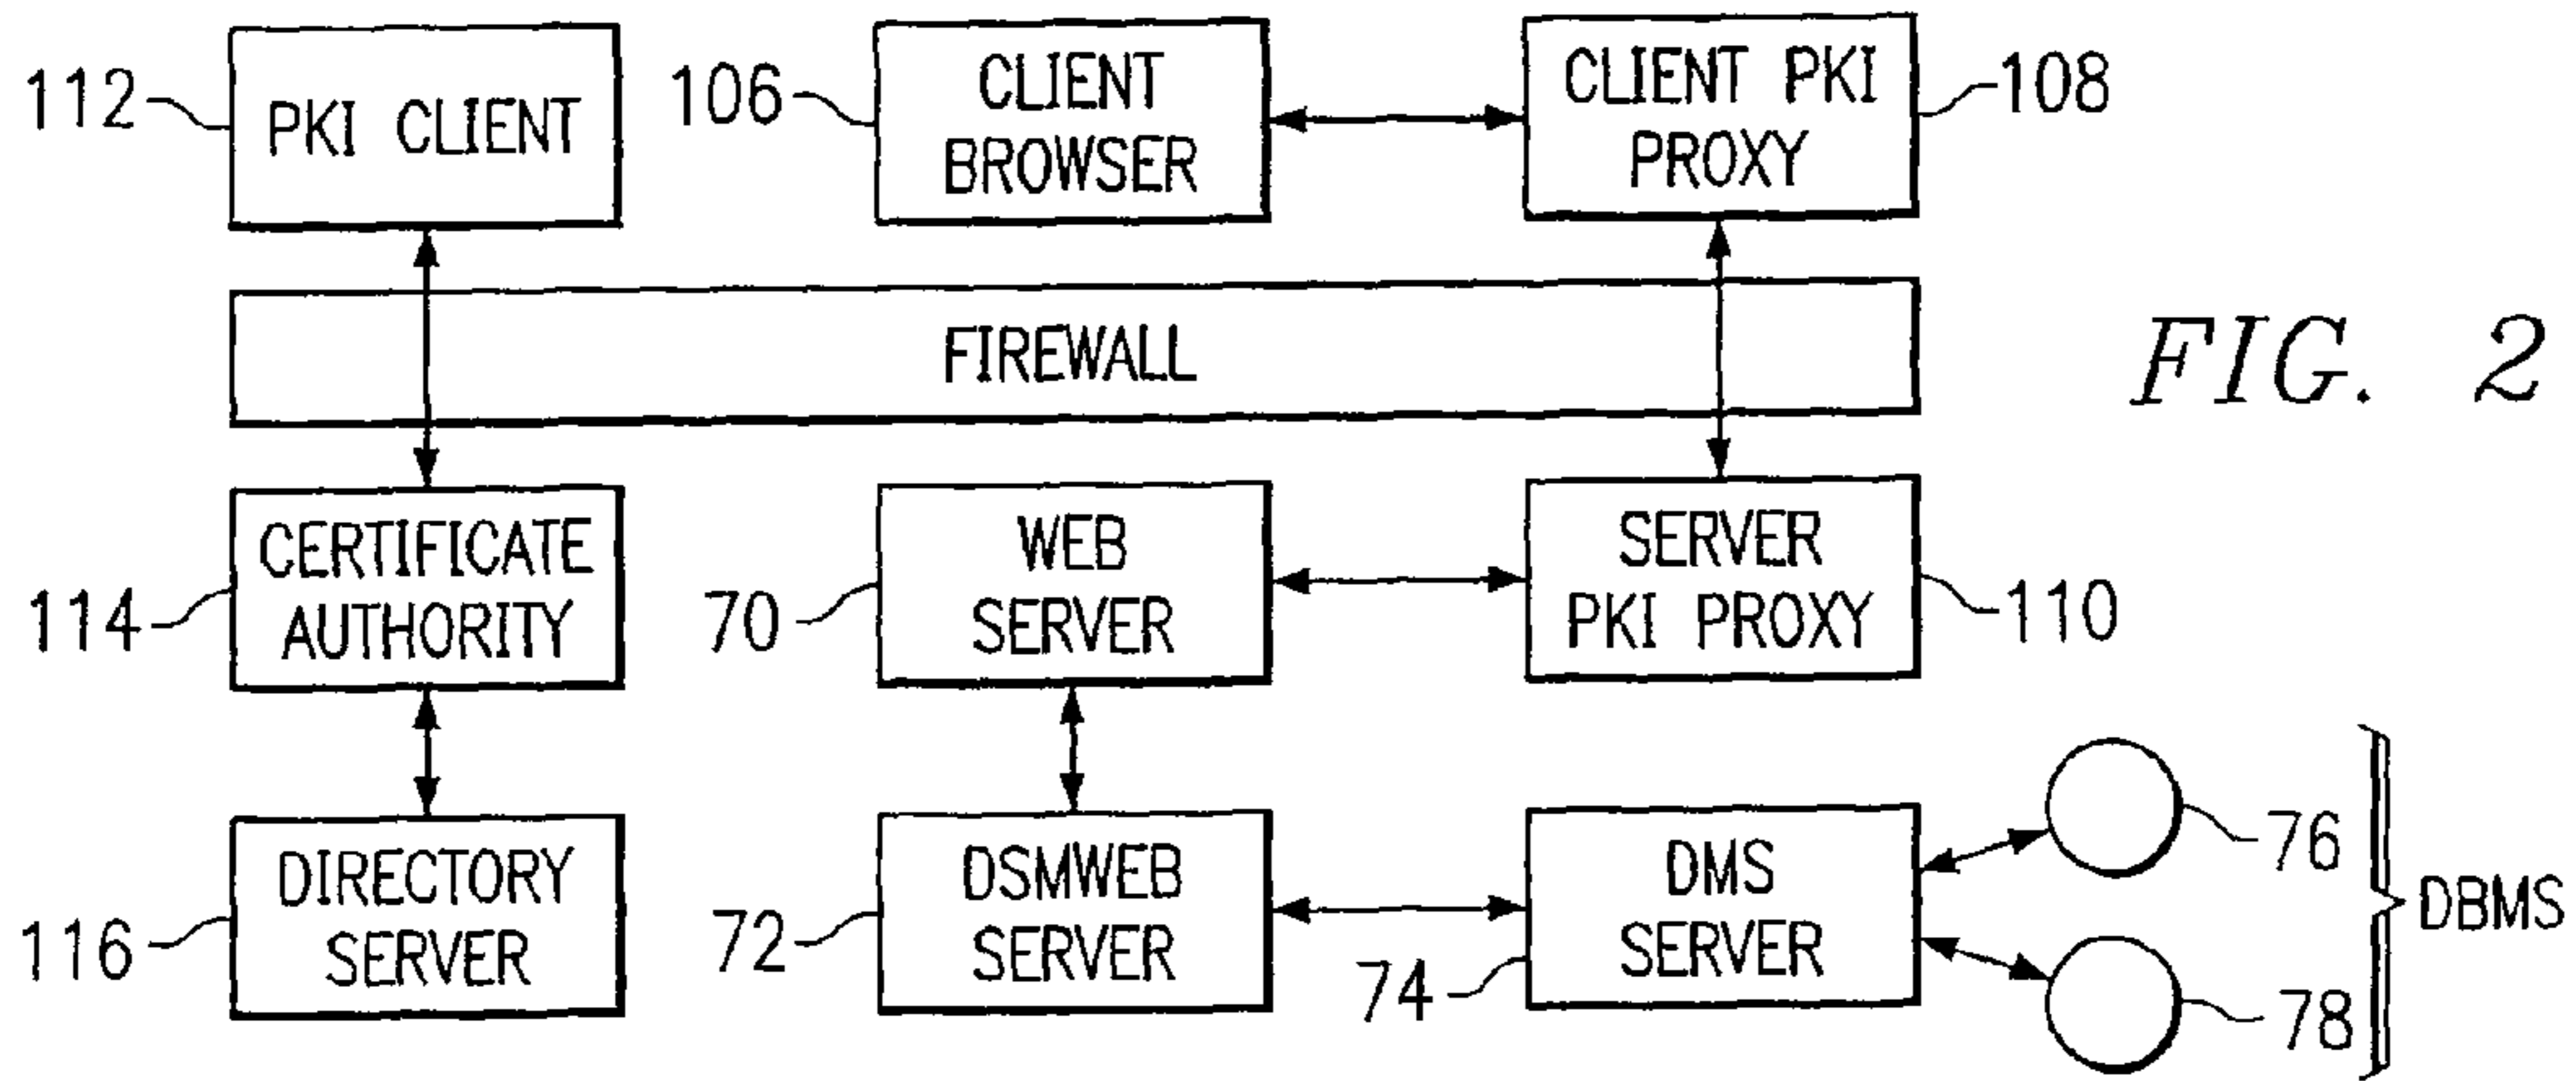 112
PKI CLIENT
106
CLIENT
BROWSER
CLIENT PKI
PROXY
108
FIREWALL
FIG. 2
114
CERTIFICATE
AUTHORITY
70
WEB
SERVER
SERVER
PKI PROXY
110
116
DIRECTORY
SERVER
72
DSMWEB
SERVER
74
DMS
SERVER
76
78
DBMS